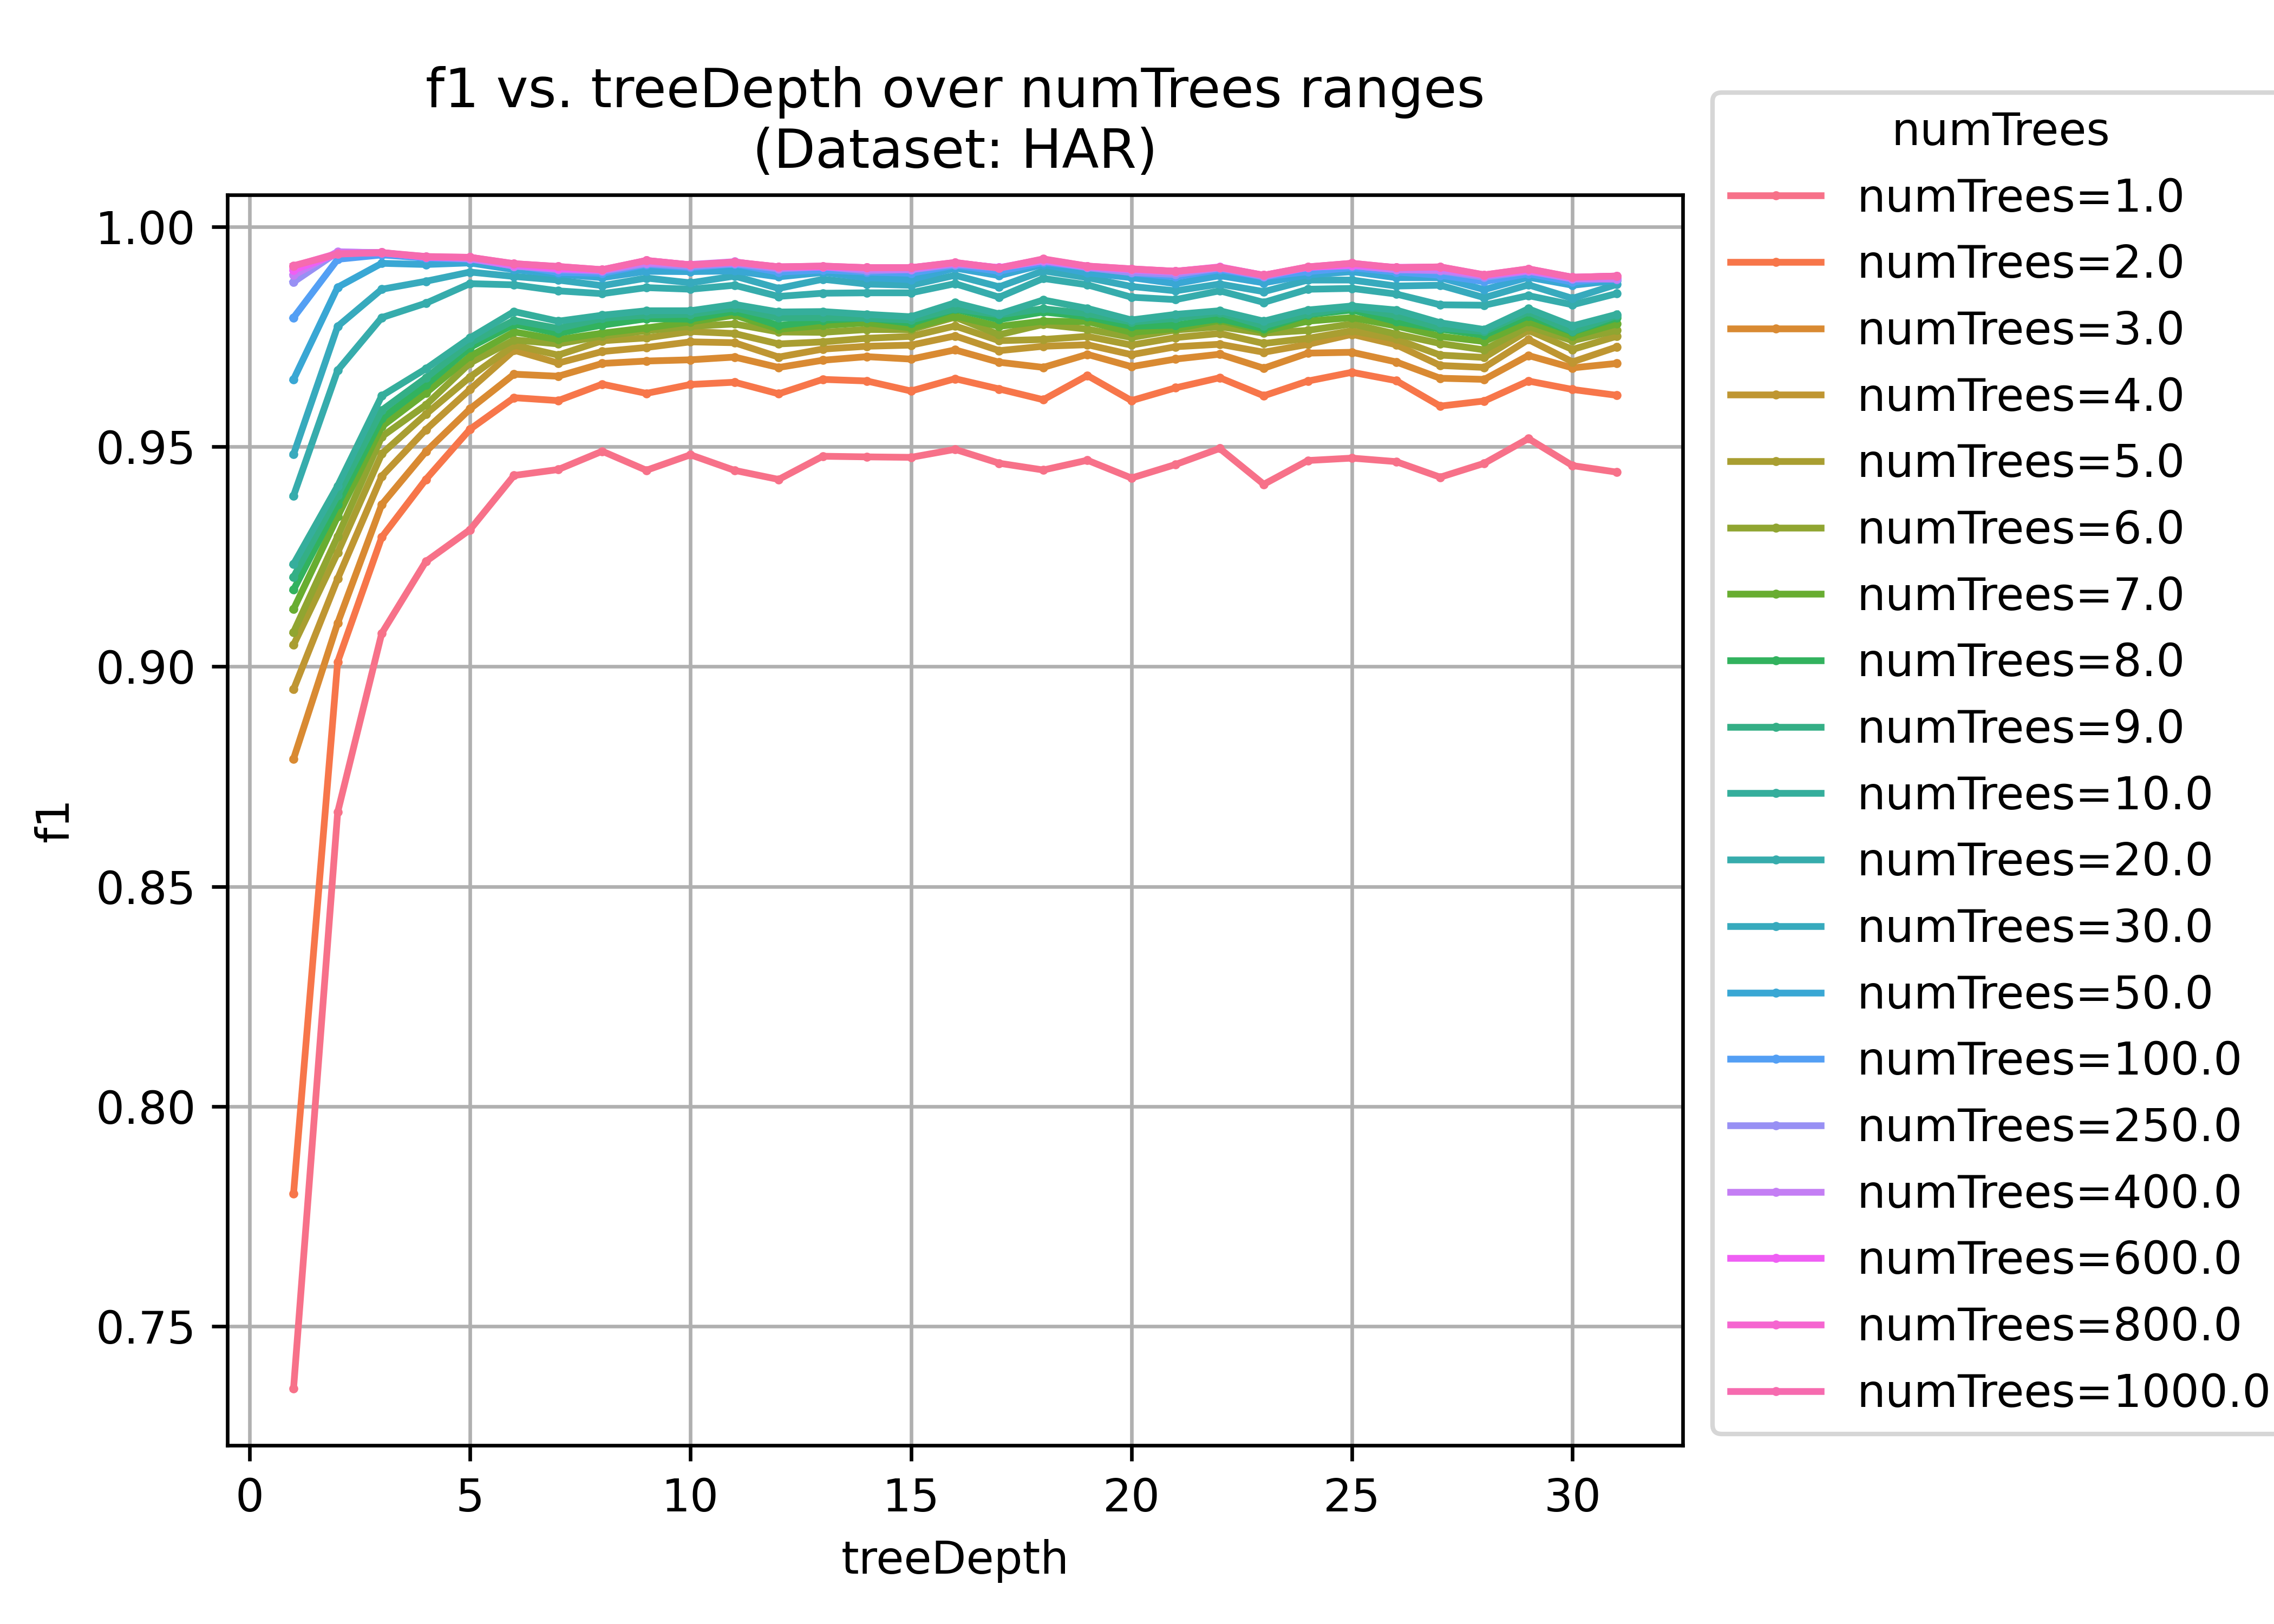 f1 vs. treeDepth over numTrees ranges
(Dataset: HAR)
numTrees
numTrees=1.0
numTrees=2.0
numTrees=3.0
numTrees=4.0
numTrees=5.0
numTrees=6.0
numTrees=7.0
numTrees=8.0
numTrees=9.0
numTrees=10.0
numTrees=20.0
numTrees=30.0
numTrees=50.0
numTrees=100.0
numTrees=250.0
numTrees=400.0
numTrees=600.0
numTrees=800.0
numTrees=1000.0
1.00
0.95
0.90
0.85
0.80
0.75
f1
0 5 10 15 20 25 30
treeDepth